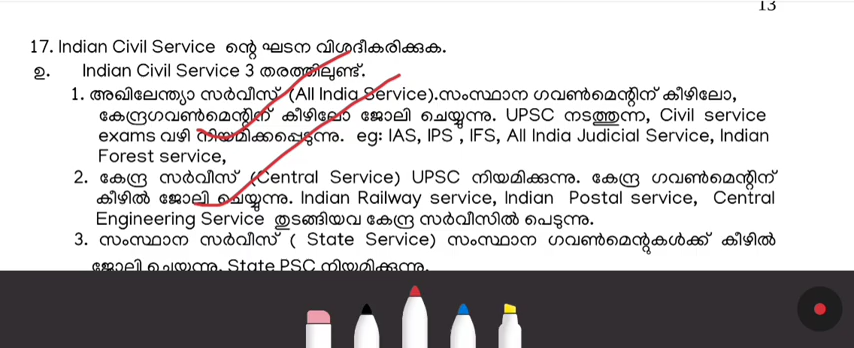 13
17. Indian Civil Service ന്റെ ഘടന വിശദീകരിക്കുക.
ഉ. Indian Civil Service 3 തരത്തിലുണ്ട്.
1. അഖിലേന്ത്യാ സർവീസ് (All India Service).സംസ്ഥാന ഗവൺമെന്റിന് കീഴിലോ,
കേന്ദ്രഗവൺമെന്റിന് കീഴിലോ ജോലി ചെയ്യുന്നു. UPSC നടത്തുന്ന, Civil service
exams വഴി നിയമിക്കപ്പെടുന്നു. eg: IAS, IPS , IFS, All India Judicial Service, Indian
Forest service,
2. കേന്ദ്ര സർവീസ് (Central Service) UPSC നിയമിക്കുന്നു. കേന്ദ്ര ഗവൺമെന്റിന്
കീഴിൽ ജോലി ചെയ്യുന്നു. Indian Railway service, Indian Postal service, Central
Engineering Service തുടങ്ങിയവ കേന്ദ്ര സർവീസിൽ പെടുന്നു.
3. സംസ്ഥാന സർവീസ് ( State Service) സംസ്ഥാന ഗവൺമെന്റുകൾക്ക് കീഴിൽ
ജോലി ചെയ്യുന്നു. State PSC നിയമിക്കുന്നു.